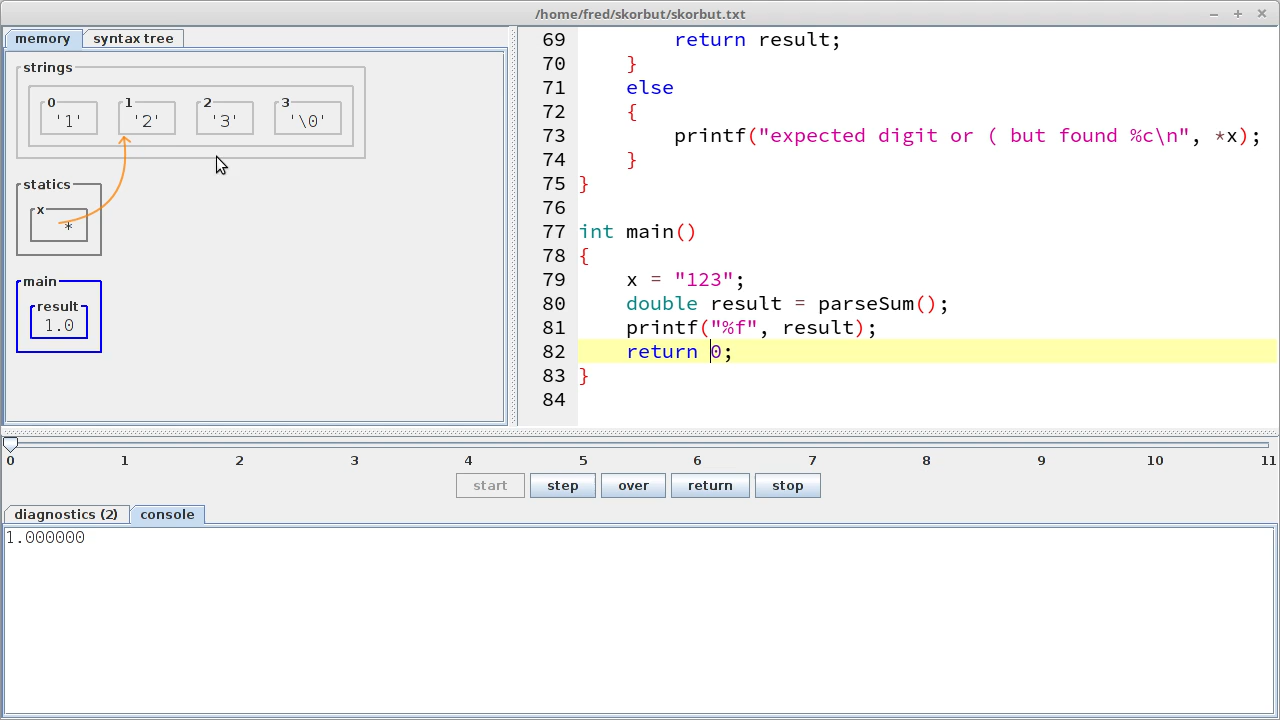 /home/fred/skorbut/skorbut.txt
memory
syntax tree
strings
0 1 2 3
'1' '2' '3' '\0'
statics
x
*
main
result
1.0
69 return result;
70 }
71 else
72 {
73 printf("expected digit or ( but found %c\n", *x);
74 }
75 }
76
77 int main()
78 {
79 x = "123";
80 double result = parseSum();
81 printf("%f", result);
82 return 0;
83 }
84
0 1 2 3 4 5 6 7 8 9 10 11
start step over return stop
diagnostics (2) console
1.000000